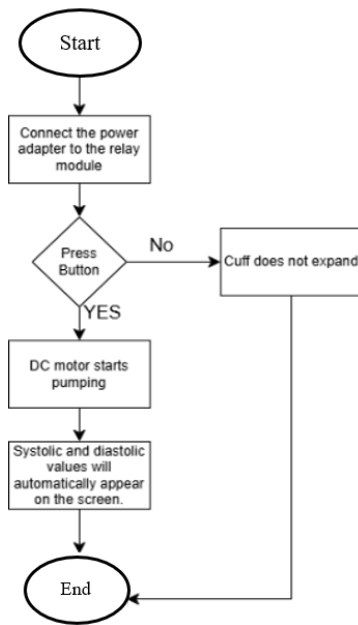 Start
Connect the power
adapter to the relay
module
Press
Button
No
Cuff does not expand
YES
DC motor starts
pumping
Systolic and diastolic
values will
automatically appear
on the screen.
End